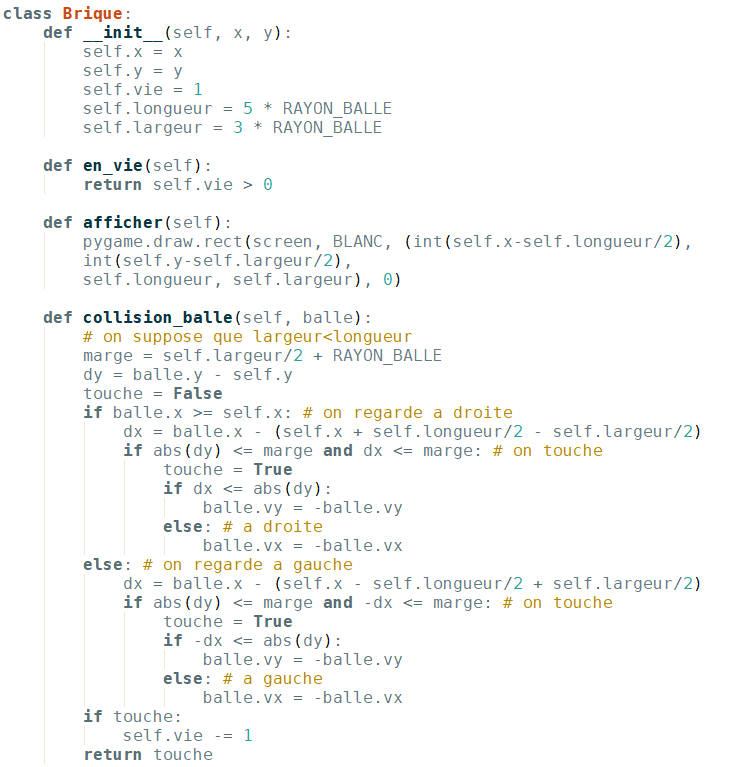 class Brique:
    def __init__(self, x, y):
        self.x = x
        self.y = y
        self.vie = 1
        self.longueur = 5 * RAYON_BALLE
        self.largeur = 3 * RAYON_BALLE

    def en_vie(self):
        return self.vie > 0

    def afficher(self):
        pygame.draw.rect(screen, BLANC, (int(self.x-self.longueur/2),
        int(self.y-self.largeur/2),
        self.longueur, self.largeur), 0)

    def collision_balle(self, balle):
        # on suppose que largeur<longueur
        marge = self.largeur/2 + RAYON_BALLE
        dy = balle.y - self.y
        touche = False
        if balle.x >= self.x: # on regarde a droite
            dx = balle.x - (self.x + self.longueur/2 - self.largeur/2)
            if abs(dy) <= marge and dx <= marge: # on touche
                touche = True
                if dx <= abs(dy):
                    balle.vy = -balle.vy
                else: # a droite
                    balle.vx = -balle.vx
        else: # on regarde a gauche
            dx = balle.x - (self.x - self.longueur/2 + self.largeur/2)
            if abs(dy) <= marge and -dx <= marge: # on touche
                touche = True
                if -dx <= abs(dy):
                    balle.vy = -balle.vy
                else: # a gauche
                    balle.vx = -balle.vx
        if touche:
            self.vie -= 1
        return touche